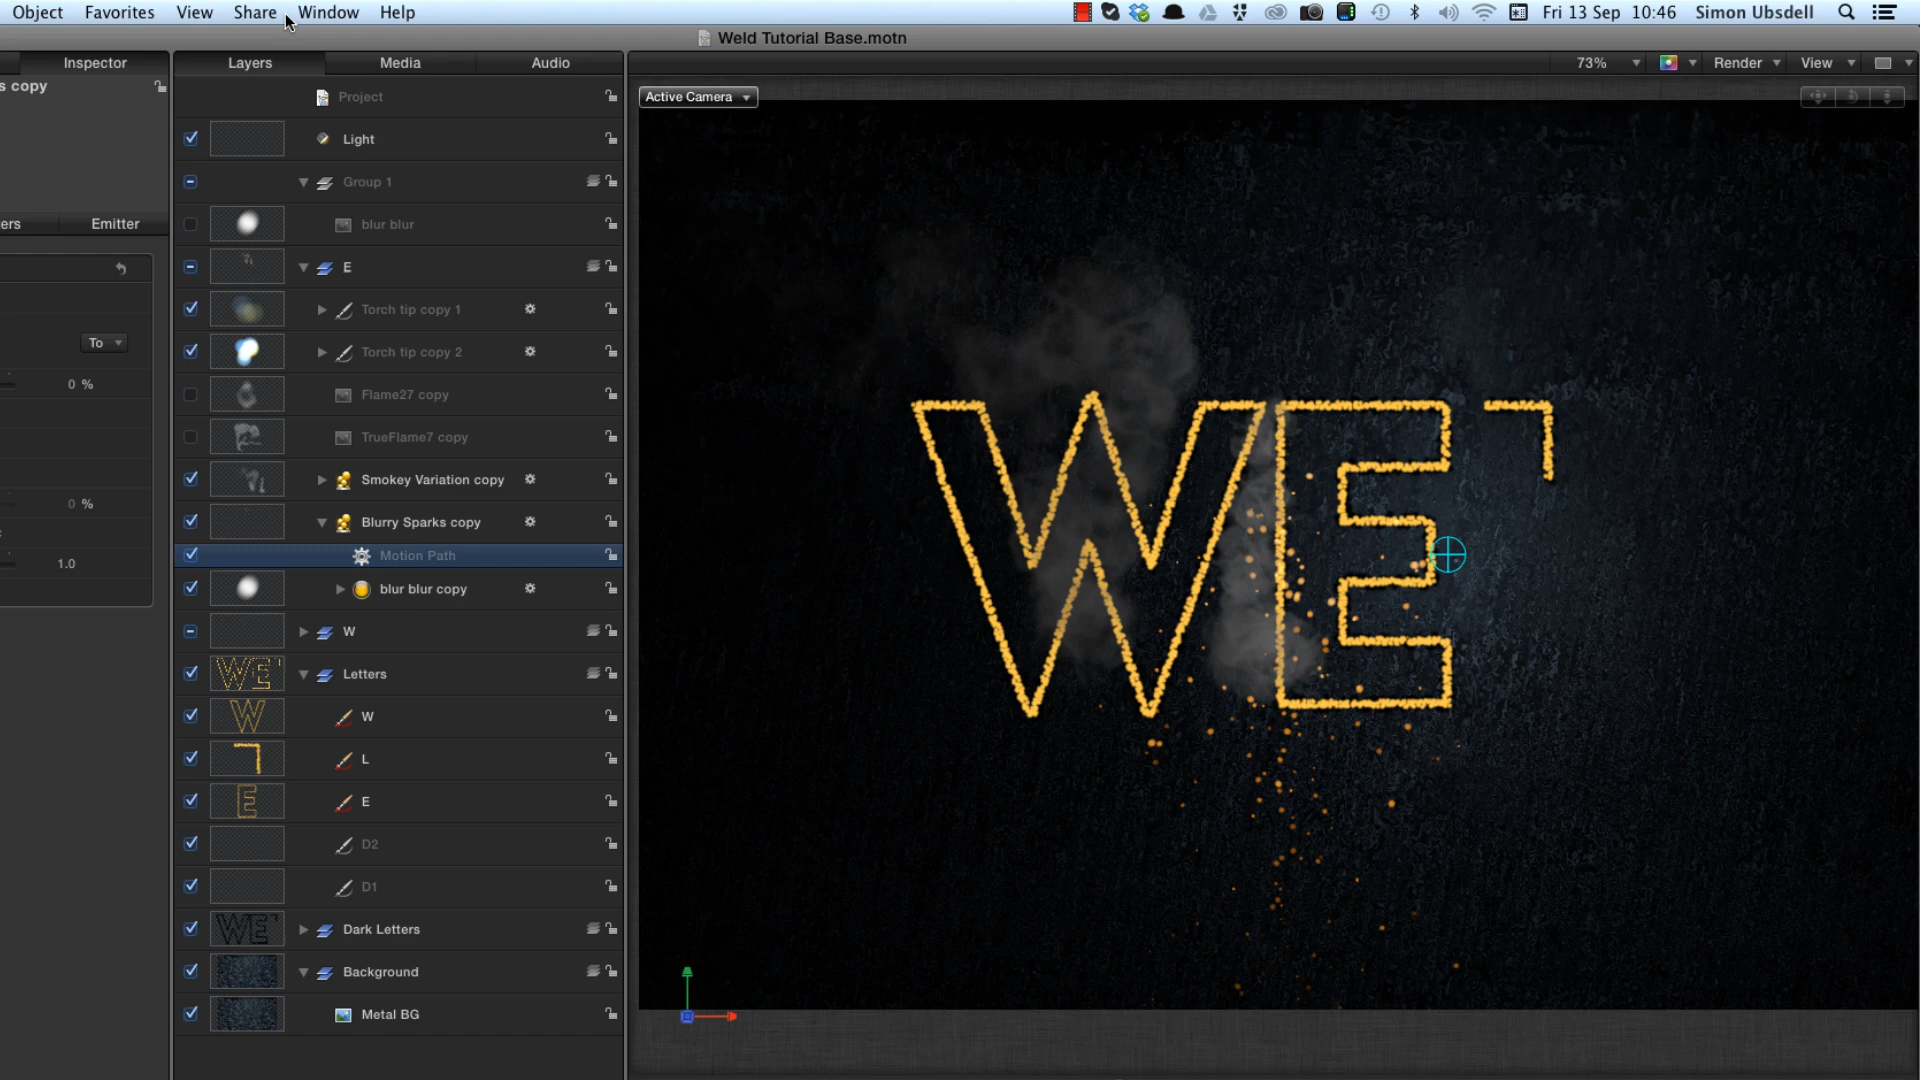 Object Favorites View Share Window Help Fri 13 Sep 10:46 Simon Ubsdell
Weld Tutorial Base.motn
Inspector Layers Media Audio 73% Render View
s copy
Project
Active Camera
Light
Group 1
ers Emitter
blur blur
E
Torch tip copy 1
To
Torch tip copy 2
0 %
Flame27 copy
TrueFlame7 copy
Smokey Variation copy
0 %
Blurry Sparks copy
Motion Path
1.0
blur blur copy
W
Letters
W
L
E
D2
D1
Dark Letters
Background
Metal BG
WE